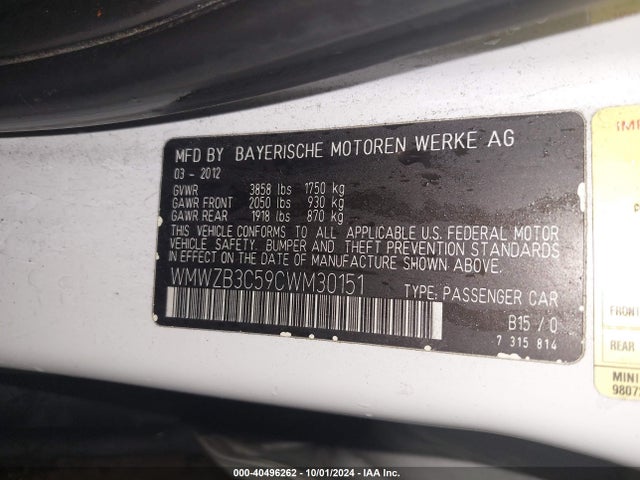 MFD BY BAYERISCHE MOTOREN WERKE AG
03 - 2012
GVWR 3858 lbs 1750 kg
GAWR FRONT 2050 lbs 930 kg
GAWR REAR 1918 lbs 870 kg
THIS VEHICLE CONFORMS TO ALL APPLICABLE U.S. FEDERAL MOTOR
VEHICLE SAFETY, BUMPER AND THEFT PREVENTION STANDARDS
IN EFFECT ON THE DATE OF MANUFACTURE SHOWN ABOVE.
WMWZB3C59CWM30151 TYPE: PASSENGER CAR
B15 / 0
7 315 814
IMP
FRONT
REAR
MINI
9807
000-40496262 - 10/01/2024 - IAA Inc.